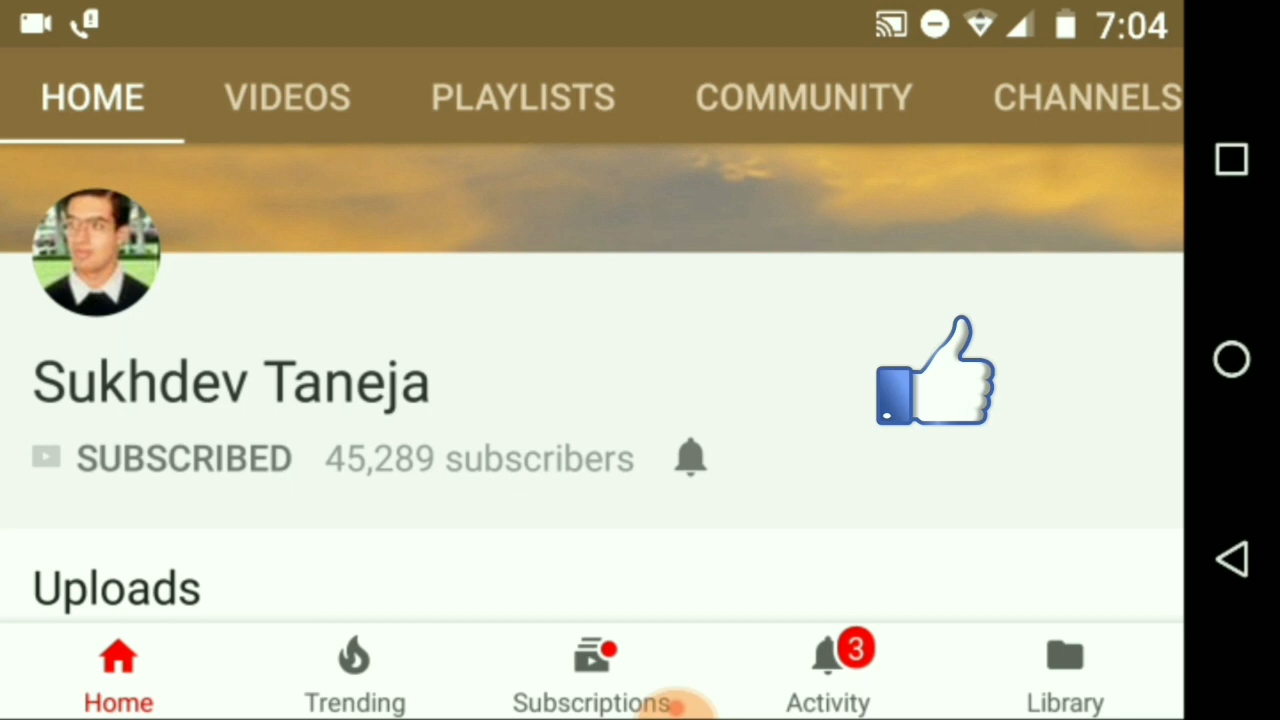 7:04
HOME VIDEOS PLAYLISTS COMMUNITY CHANNELS
Sukhdev Taneja
SUBSCRIBED 45,289 subscribers
Uploads
3
Home Trending Subscriptions Activity Library